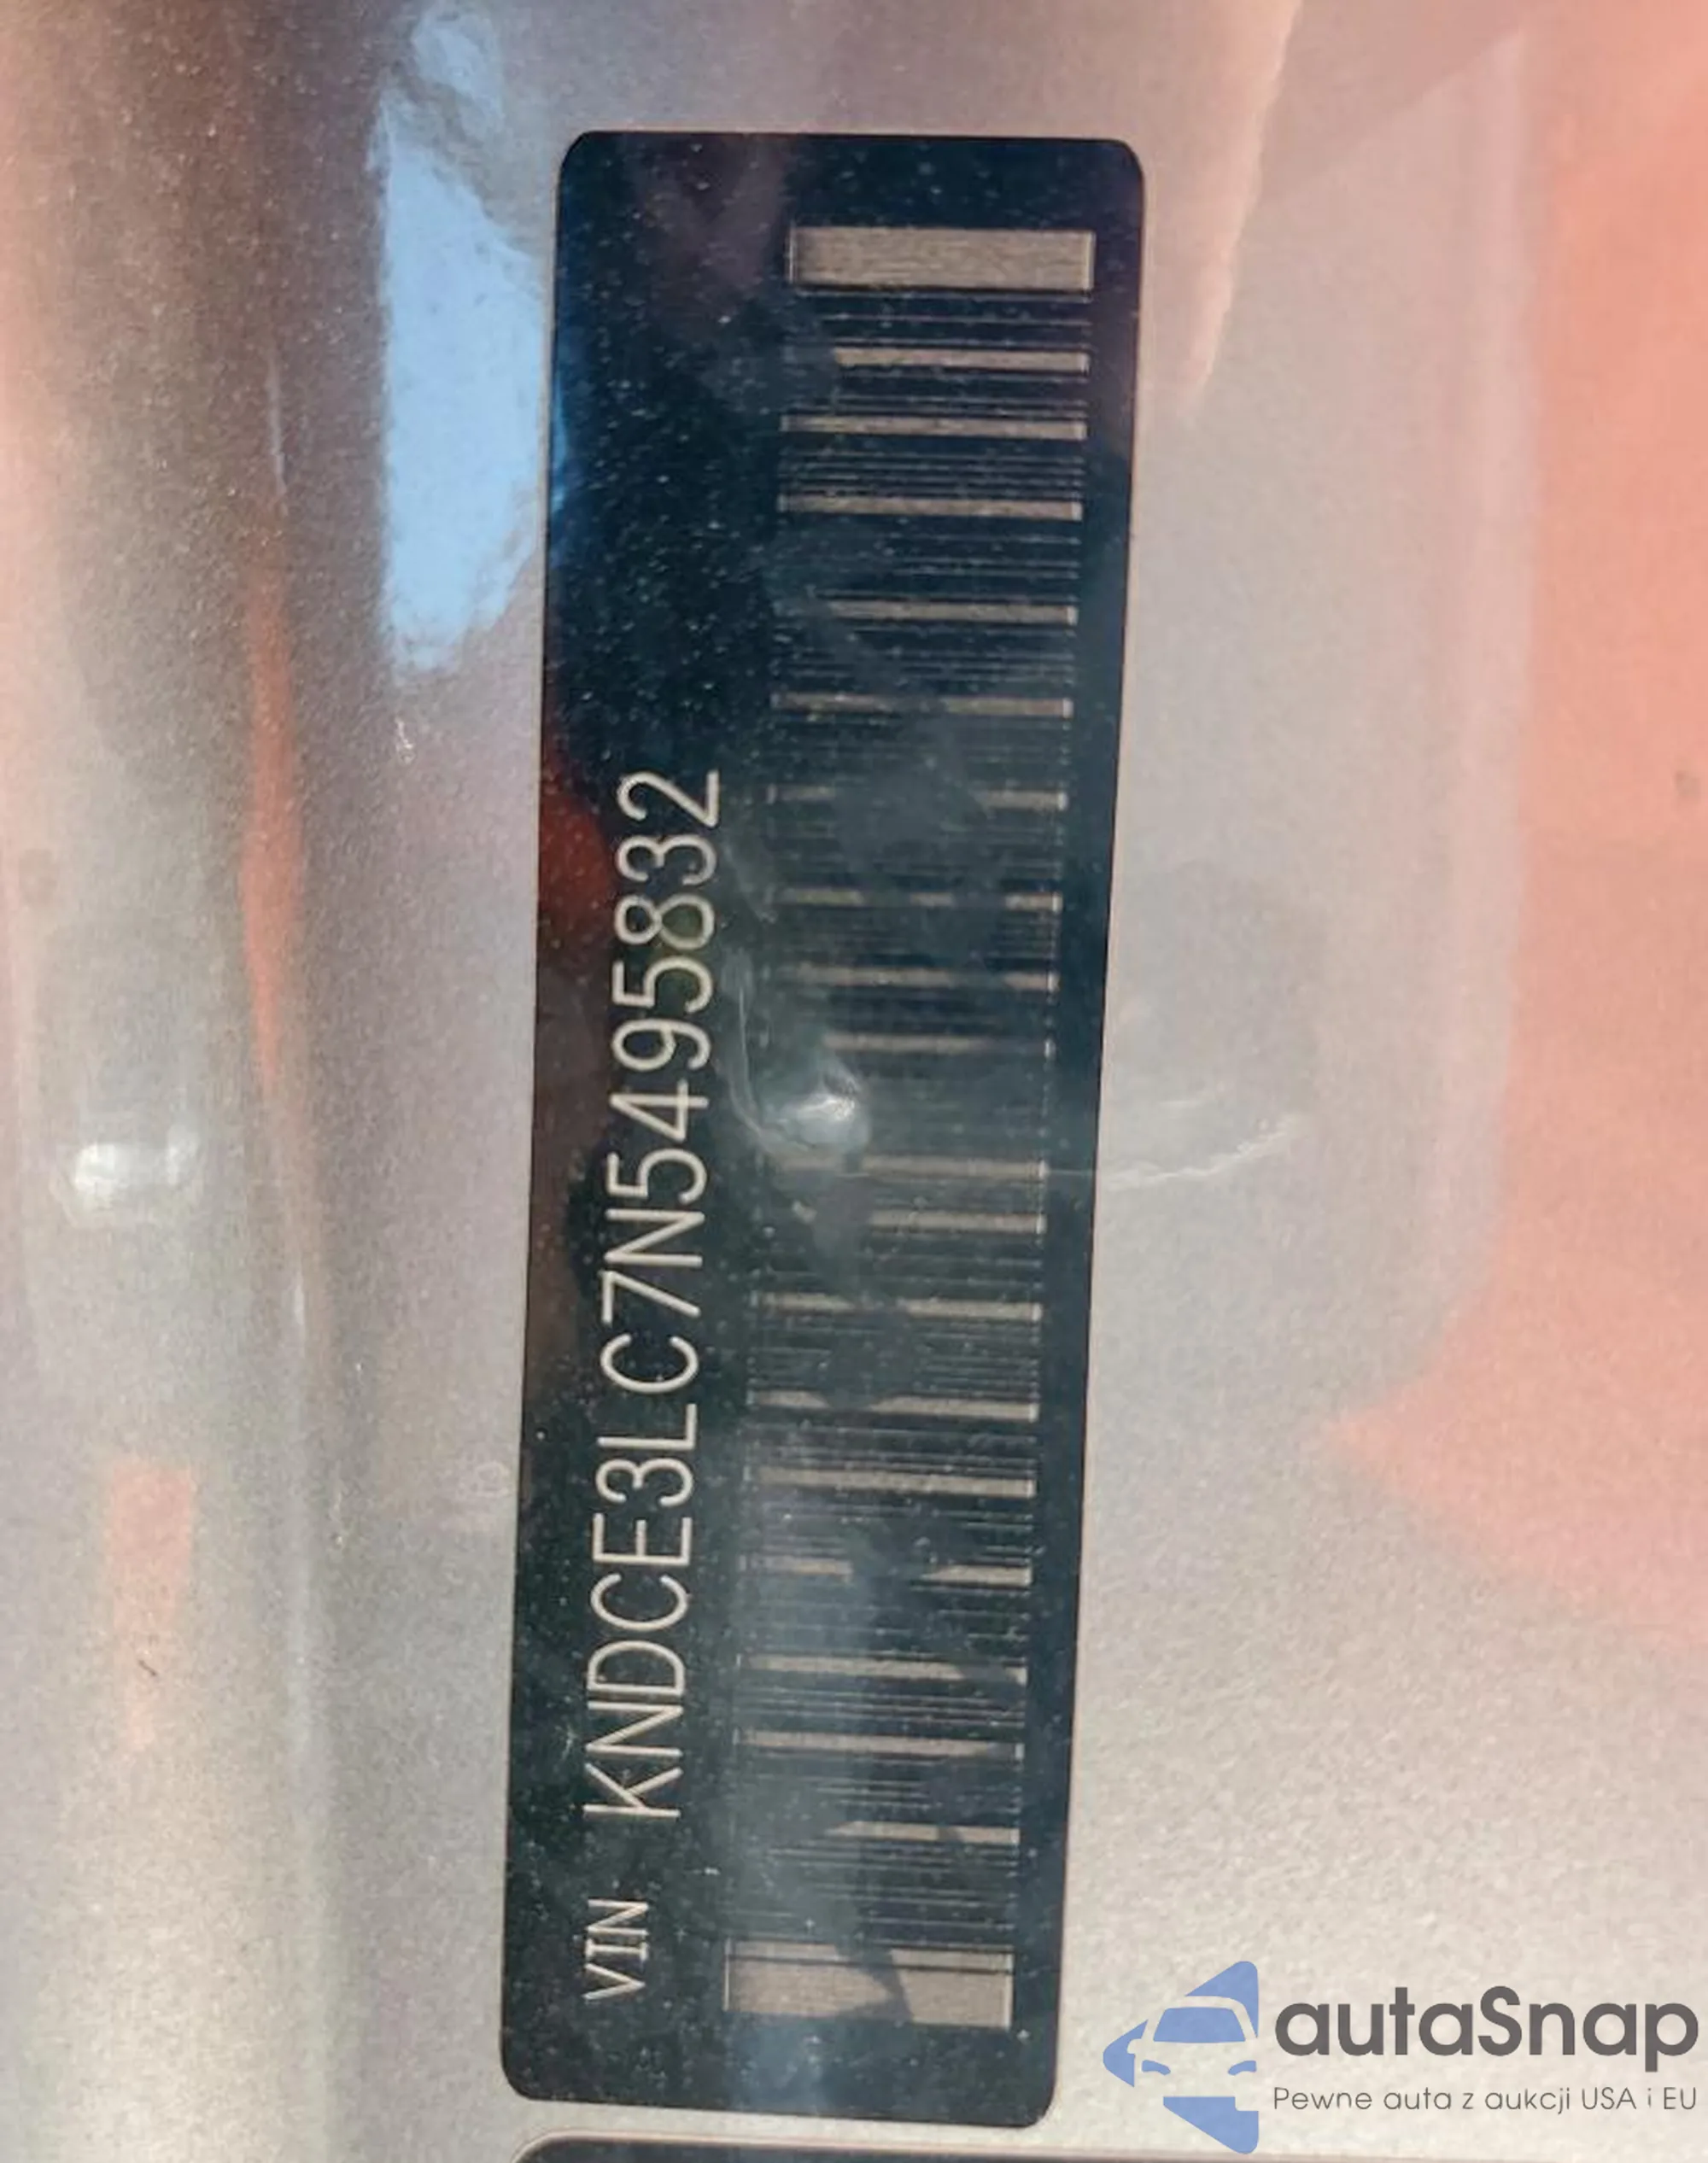 VIN KNDCE3LC7N5495832
autaSnap
Pewne auta z aukcji USA i EU